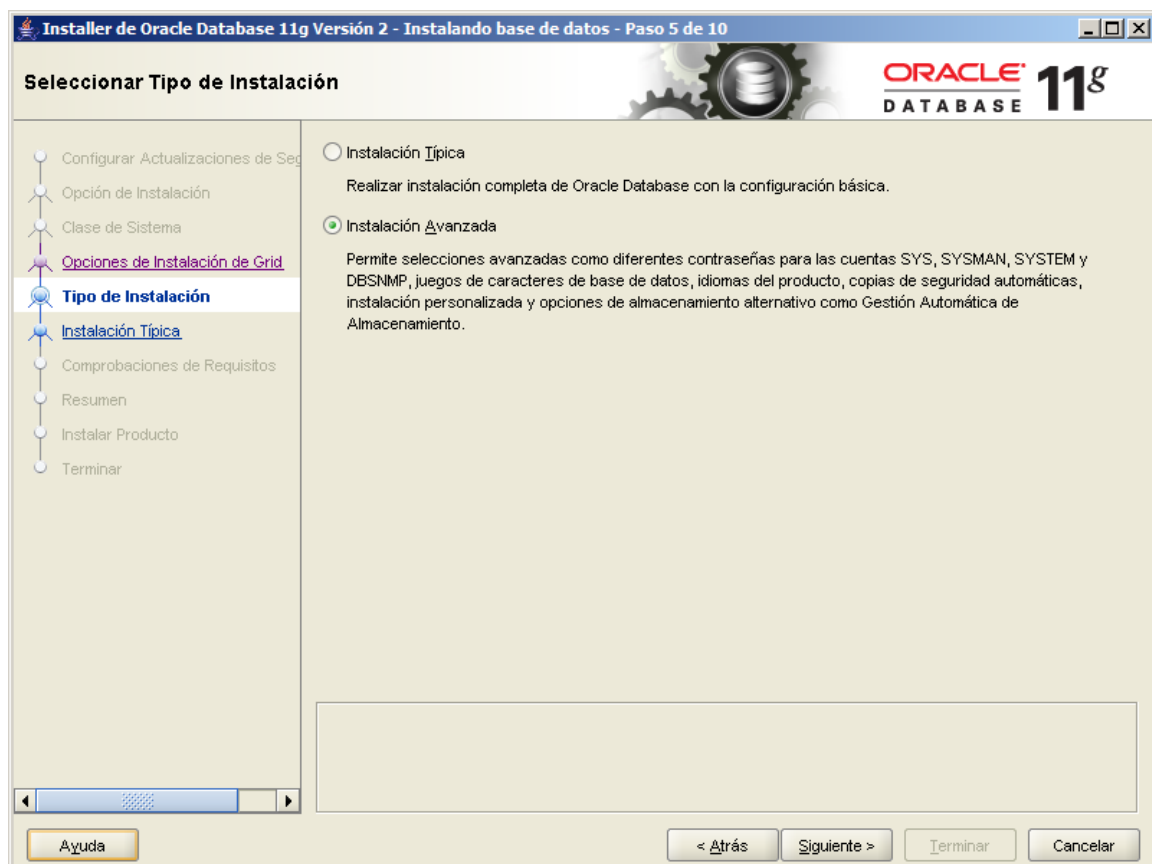 Installer de Oracle Database 11g Versión 2 - Instalando base de datos - Paso 5 de 10
Seleccionar Tipo de Instalación
ORACLE
DATABASE
11g
Configurar Actualizaciones de Seg
Opción de Instalación
Clase de Sistema
Opciones de Instalación de Grid
Tipo de Instalación
Instalación Típica
Comprobaciones de Requisitos
Resumen
Instalar Producto
Terminar
Instalación Típica
Realizar instalación completa de Oracle Database con la configuración básica.
Instalación Avanzada
Permite selecciones avanzadas como diferentes contraseñas para las cuentas SYS, SYSMAN, SYSTEM y
DBSNMP, juegos de caracteres de base de datos, idiomas del producto, copias de seguridad automáticas,
instalación personalizada y opciones de almacenamiento alternativo como Gestión Automática de
Almacenamiento.
Ayuda
< Atrás
Siguiente >
Terminar
Cancelar